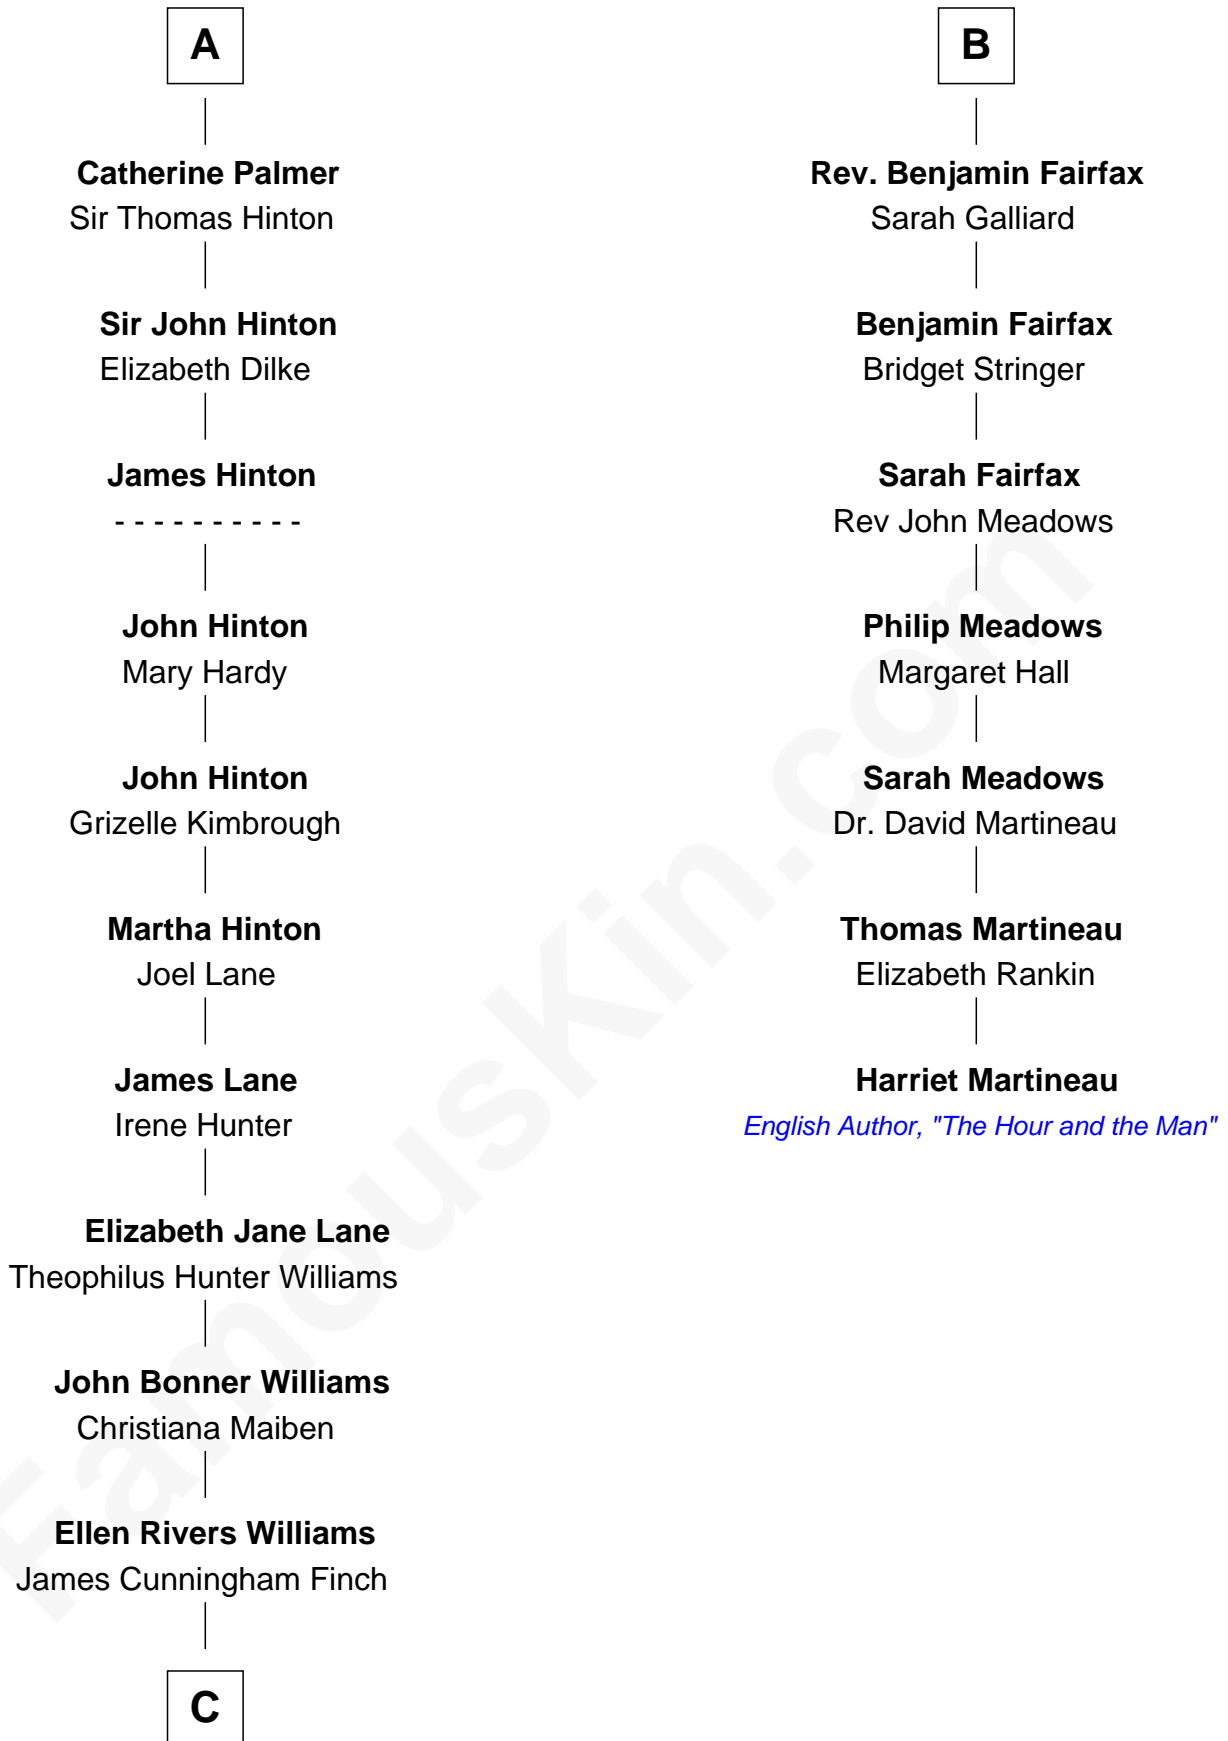 A
Catherine Palmer
Sir Thomas Hinton
Sir John Hinton
Elizabeth Dilke
James Hinton
- - - - - - - - - -
John Hinton
Mary Hardy
John Hinton
Grizelle Kimbrough
Martha Hinton
Joel Lane
James Lane
Irene Hunter
Elizabeth Jane Lane
Theophilus Hunter Williams
John Bonner Williams
Christiana Maiben
Ellen Rivers Williams
James Cunningham Finch
C
B
Rev. Benjamin Fairfax
Sarah Galliard
Benjamin Fairfax
Bridget Stringer
Sarah Fairfax
Rev John Meadows
Philip Meadows
Margaret Hall
Sarah Meadows
Dr. David Martineau
Thomas Martineau
Elizabeth Rankin
Harriet Martineau
English Author, "The Hour and the Man"
FamousKin.com